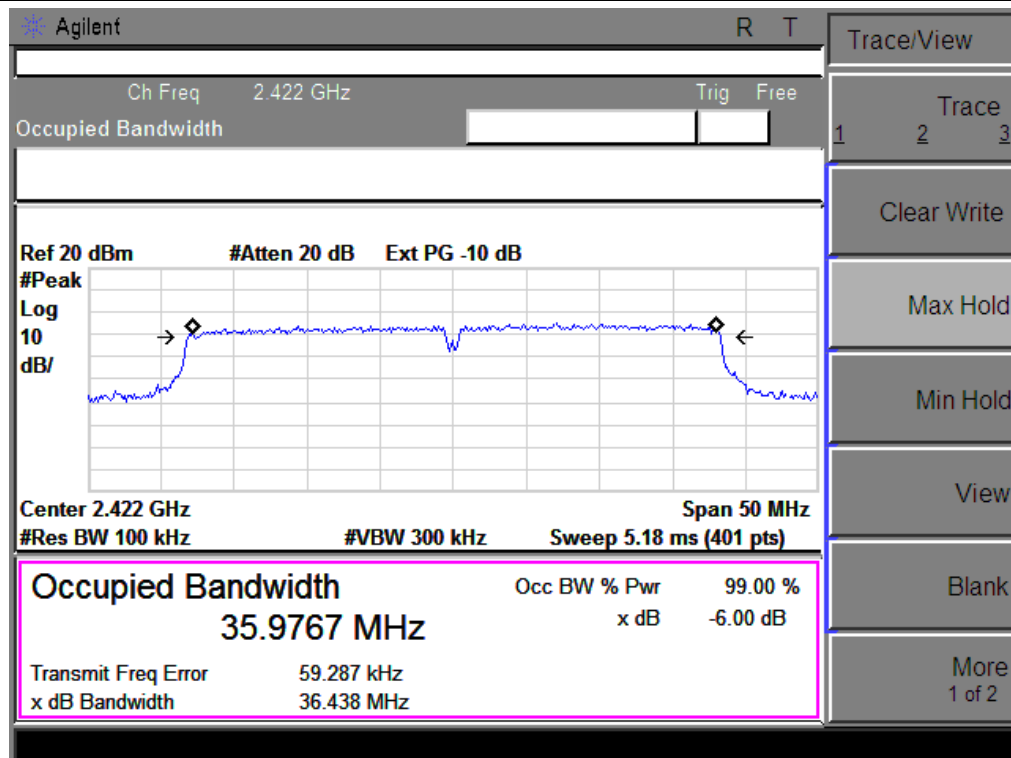 Agilent R T
Trace/View
Ch Freq 2.422 GHz Trig Free
Occupied Bandwidth
Trace
1 2 3
Clear Write
Max Hold
Min Hold
View
Blank
More
1 of 2
Ref 20 dBm #Atten 20 dB Ext PG -10 dB
#Peak
Log
10
dB/
Center 2.422 GHz Span 50 MHz
#Res BW 100 kHz #VBW 300 kHz Sweep 5.18 ms (401 pts)
Occupied Bandwidth
35.9767 MHz
Occ BW % Pwr 99.00 %
x dB -6.00 dB
Transmit Freq Error 59.287 kHz
x dB Bandwidth 36.438 MHz